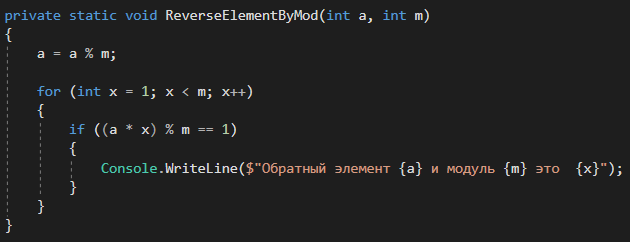 private static void ReverseElementByMod(int a, int m)
{
a = a % m;
for (int x = 1; x < m; x++)
{
if ((a * x) % m == 1)
{
Console.WriteLine($"Обратный элемент {a} и модуль {m} это  {x}");
}
}
}